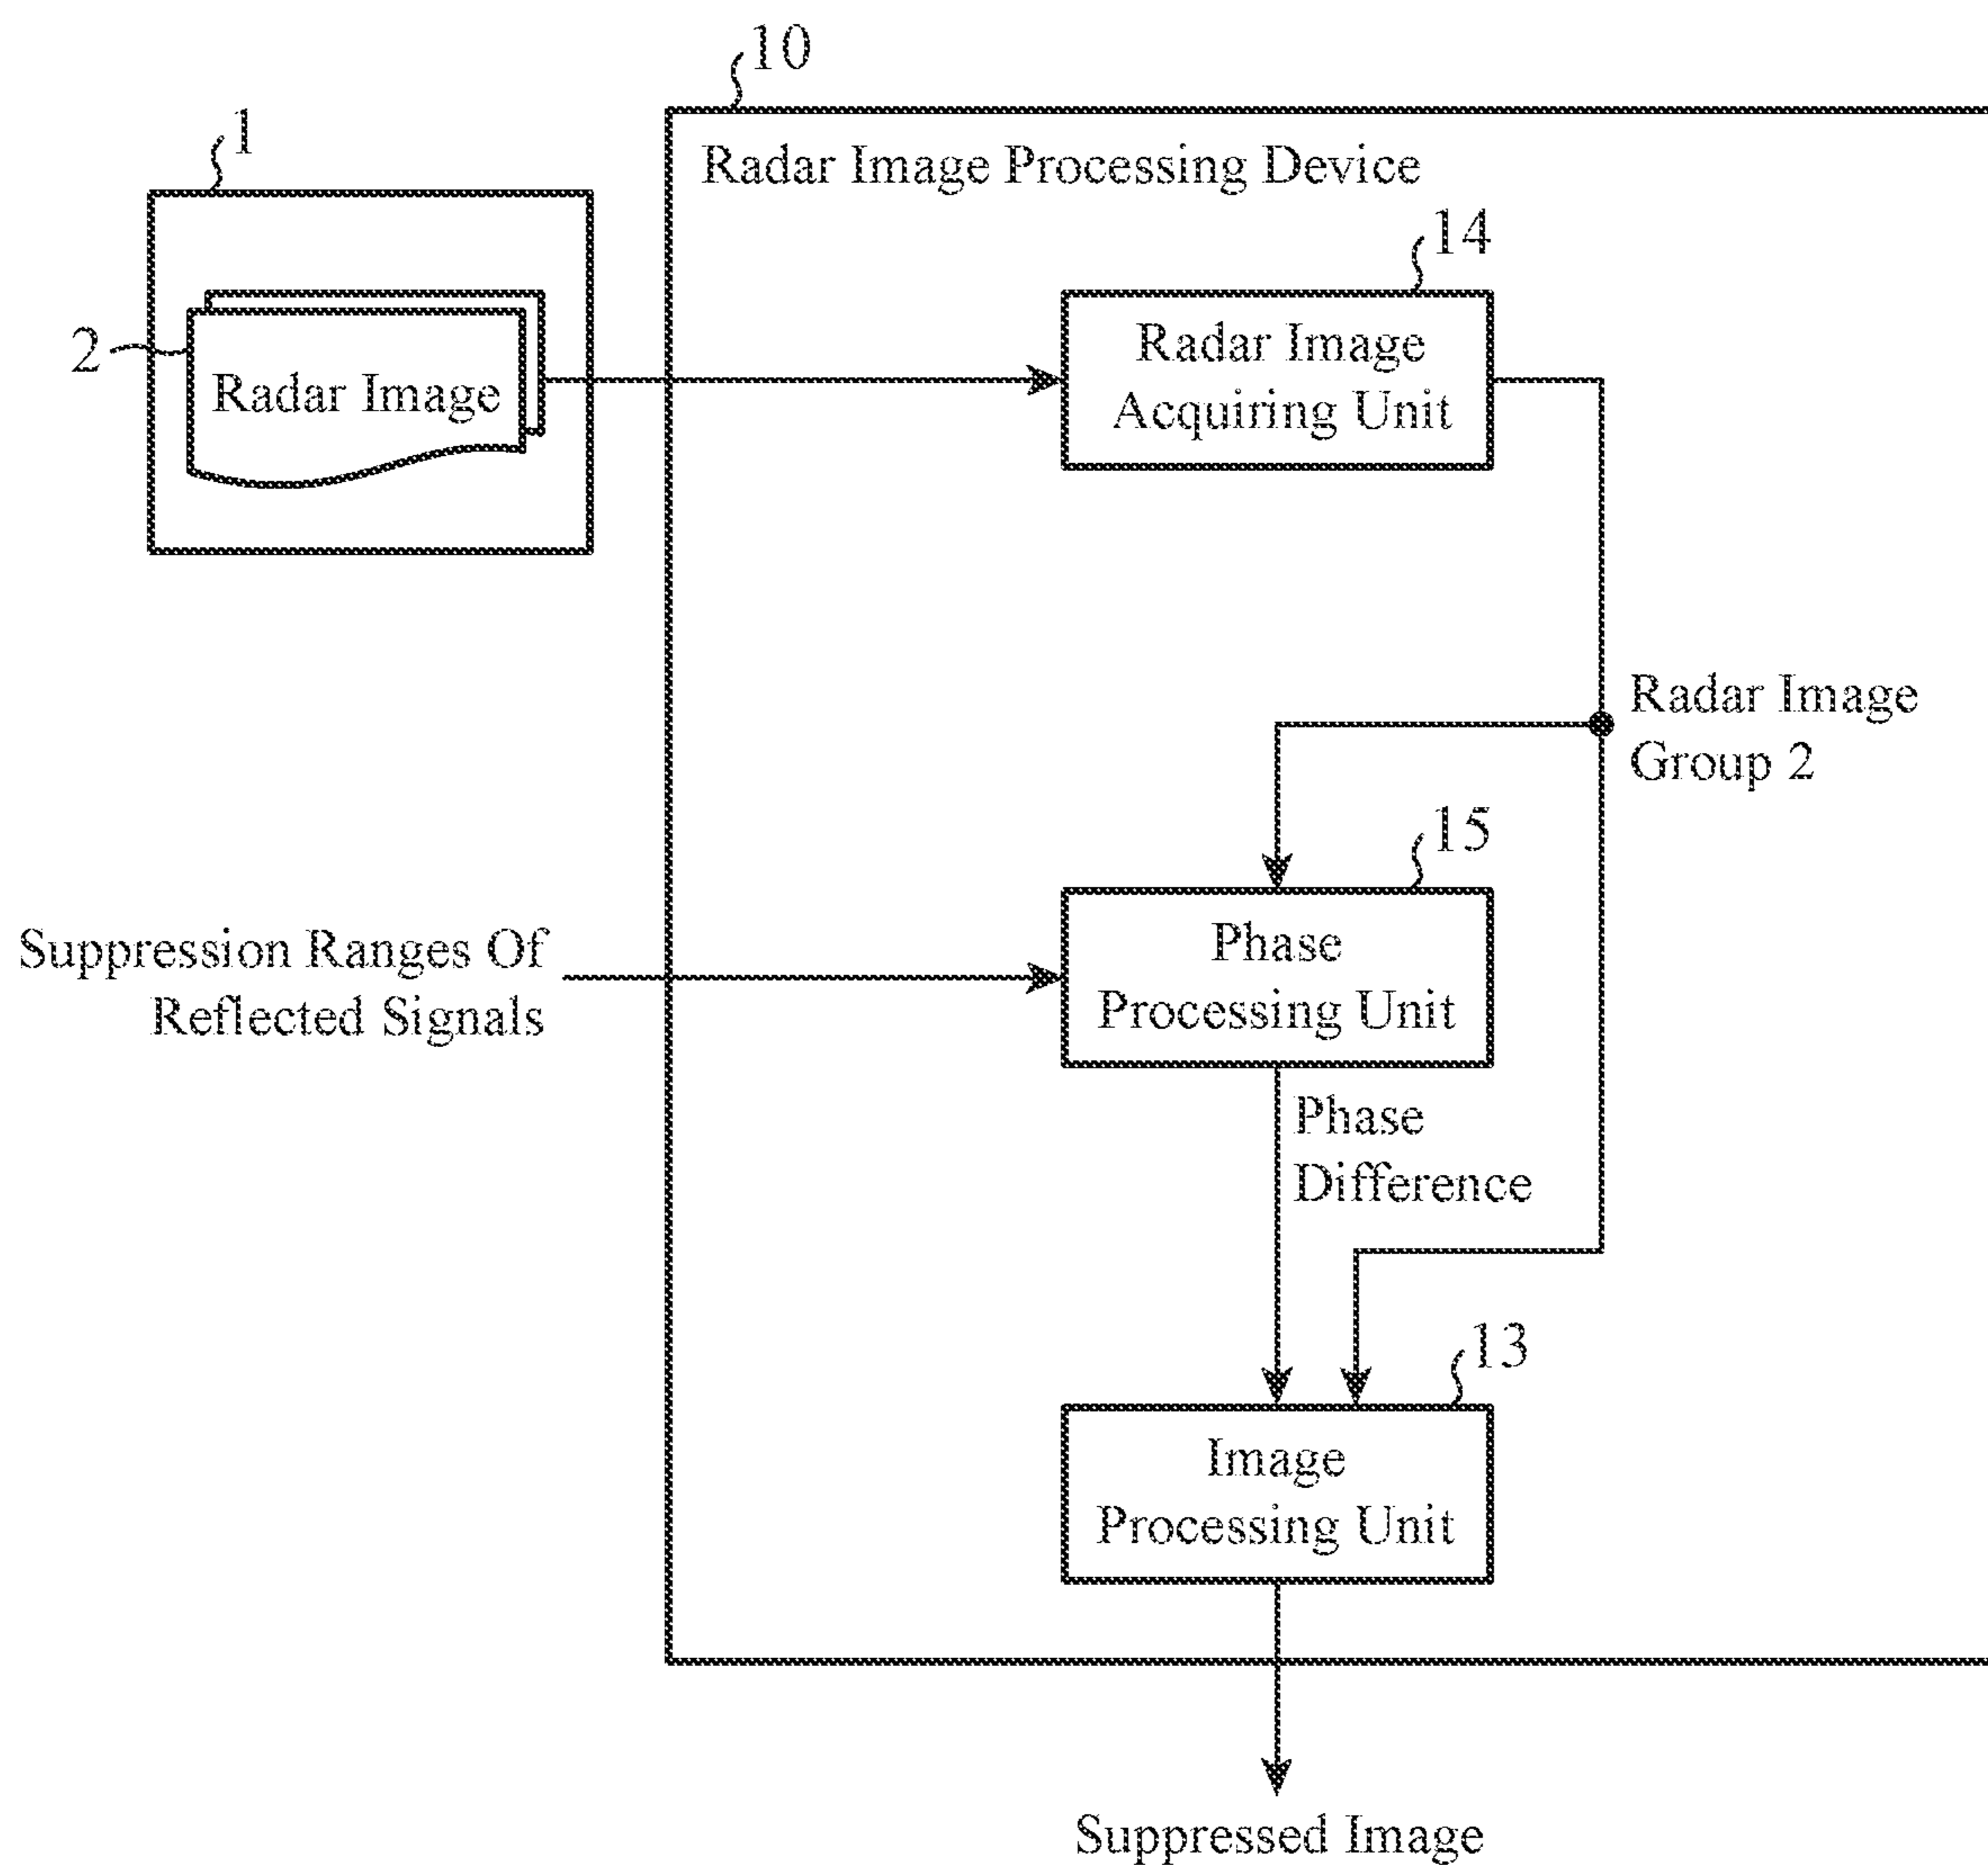 10
1
Radar Image Processing Device
14
2
Radar Image
Radar Image
Acquiring Unit
Radar Image
Group 2
15
Suppression Ranges Of
Reflected Signals
Phase
Processing Unit
Phase
Difference
13
Image
Processing Unit
Suppressed Image